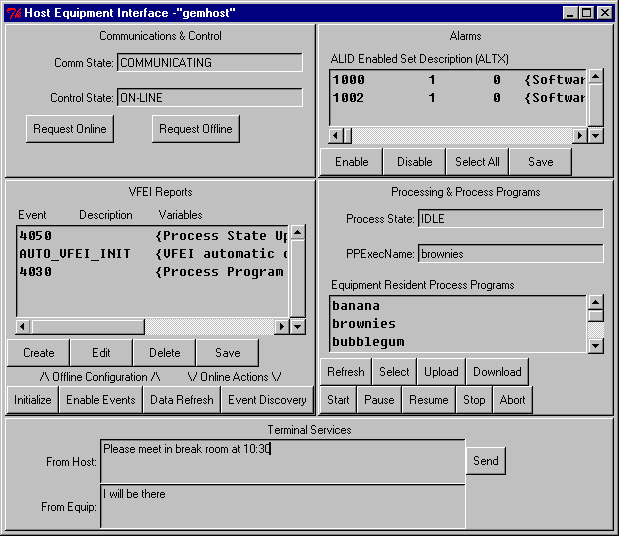 Host Equipment Interface -"gemhost"
Communications & Control
Comm State: COMMUNICATING
Control State: ON-LINE
Request Online Request Offline
Alarms
ALID Enabled Set Description (ALTX)
1000 1 0 {Softwar
1002 1 0 {Softwar
Enable Disable Select All Save
VFEI Reports
Event Description Variables
4050 {Process State Up
AUTO_VFEI_INIT {VFEI automatic
4030 {Process Program
Create Edit Delete Save
/\ Offline Configuration /\ \/ Online Actions \/
Initialize Enable Events Data Refresh Event Discovery
Processing & Process Programs
Process State: IDLE
PPExecName: brownies
Equipment Resident Process Programs
banana
brownies
bubblegum
Refresh Select Upload Download
Start Pause Resume Stop Abort
Terminal Services
From Host: Please meet in break room at 10:30
Send
From Equip: I will be there